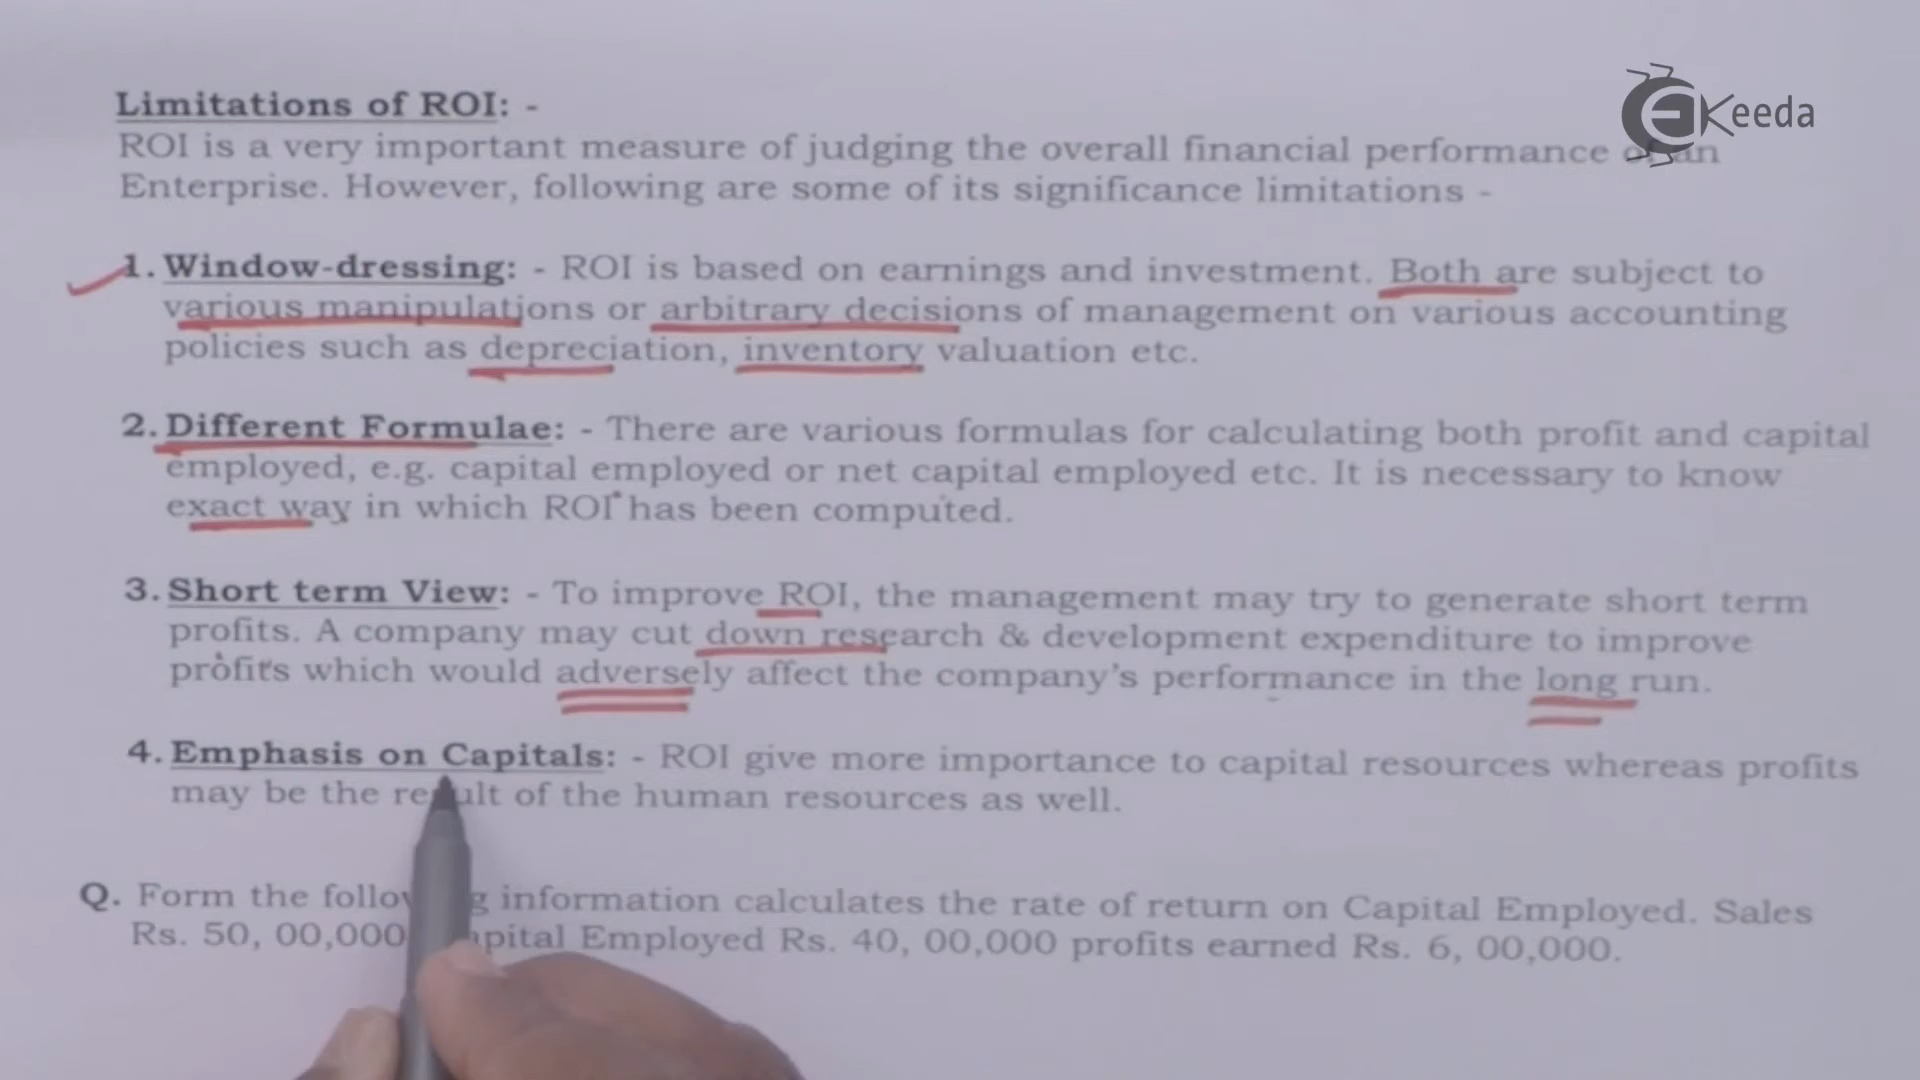 Limitations of ROI: -
EKeeda
ROI is a very important measure of judging the overall financial performance of an
Enterprise. However, following are some of its significance limitations -
1. Window-dressing: - ROI is based on earnings and investment. Both are subject to
various manipulations or arbitrary decisions of management on various accounting
policies such as depreciation, inventory valuation etc.
2. Different Formulae: - There are various formulas for calculating both profit and capital
employed, e.g. capital employed or net capital employed etc. It is necessary to know
exact way in which ROI has been computed.
3. Short term View: - To improve ROI, the management may try to generate short term
profits. A company may cut down research & development expenditure to improve
profits which would adversely affect the company's performance in the long run.
4. Emphasis on Capitals: - ROI give more importance to capital resources whereas profits
may be the result of the human resources as well.
Q. Form the following information calculates the rate of return on Capital Employed. Sales
Rs. 50, 00,000 Capital Employed Rs. 40, 00,000 profits earned Rs. 6, 00,000.